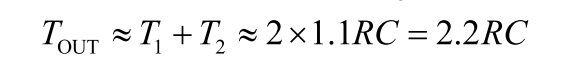 T_OUT ≈ T_1 + T_2 ≈ 2 × 1.1RC = 2.2RC